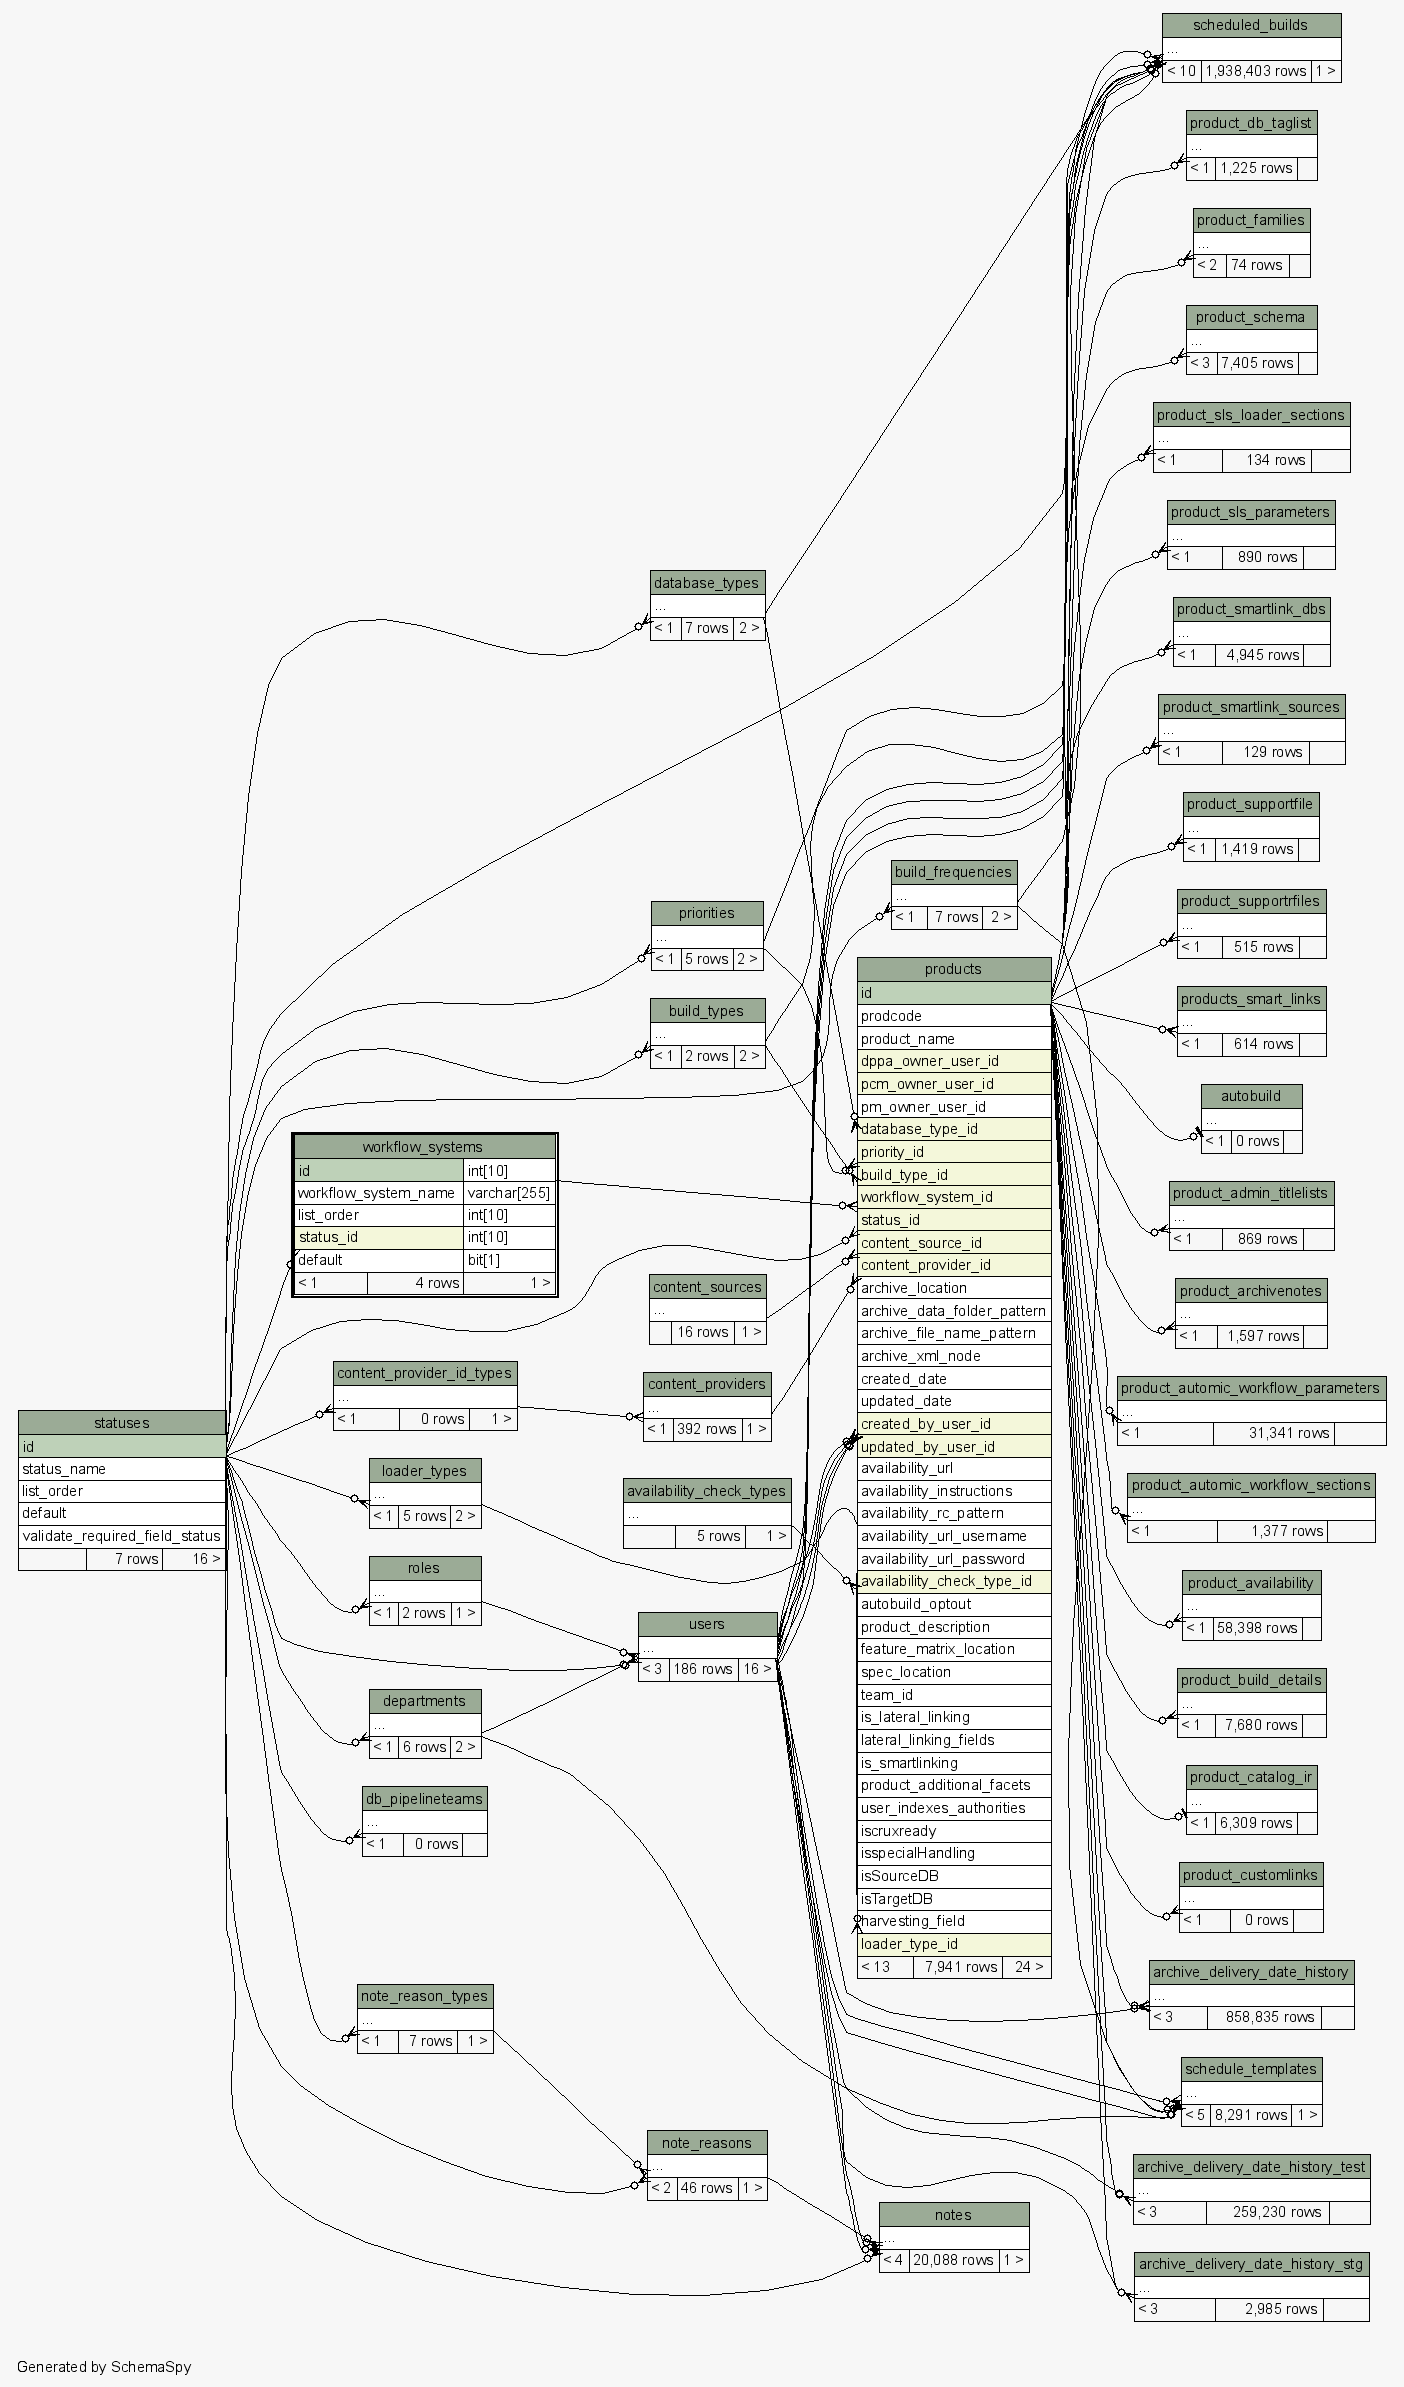 scheduled_builds
...
< 10 1,938,403 rows 1 >
product_db_taglist
...
< 1 1,225 rows
product_families
...
< 2 74 rows
product_schema
...
< 3 7,405 rows
product_sls_loader_sections
...
< 1 134 rows
product_sls_parameters
...
< 1 890 rows
database_types
...
< 1 7 rows 2 >
product_smartlink_dbs
...
< 1 4,945 rows
product_smartlink_sources
...
< 1 129 rows
product_supportfile
...
< 1 1,419 rows
build_frequencies
...
< 1 7 rows 2 >
product_supportrfiles
...
< 1 515 rows
priorities
...
< 1 5 rows 2 >
products_smart_links
...
< 1 614 rows
build_types
...
< 1 2 rows 2 >
autobuild
...
< 1 0 rows
products
id
prodcode
product_name
dppa_owner_user_id
pcm_owner_user_id
pm_owner_user_id
database_type_id
priority_id
build_type_id
workflow_system_id
status_id
content_source_id
content_provider_id
archive_location
archive_data_folder_pattern
archive_file_name_pattern
archive_xml_node
created_date
updated_date
created_by_user_id
updated_by_user_id
availability_url
availability_instructions
availability_rc_pattern
availability_url_username
availability_url_password
availability_check_type_id
autobuild_optout
product_description
feature_matrix_location
spec_location
team_id
is_lateral_linking
lateral_linking_fields
is_smartlinking
product_additional_facets
user_indexes_authorities
iscruxready
isspecialHandling
isSourceDB
isTargetDB
harvesting_field
loader_type_id
< 13 7,941 rows 24 >
workflow_systems
id int[10]
workflow_system_name varchar[255]
list_order int[10]
status_id int[10]
default bit[1]
< 1 4 rows 1 >
product_admin_titlelists
...
< 1 869 rows
content_sources
...
16 rows 1 >
product_archivenotes
...
< 1 1,597 rows
content_provider_id_types
...
< 1 0 rows 1 >
content_providers
...
< 1 392 rows 1 >
product_automic_workflow_parameters
...
< 1 31,341 rows
statuses
id
status_name
list_order
default
validate_required_field_status
7 rows 16 >
loader_types
...
< 1 5 rows 2 >
availability_check_types
...
5 rows 1 >
product_automic_workflow_sections
...
< 1 1,377 rows
roles
...
< 1 2 rows 1 >
product_availability
...
< 1 58,398 rows
users
...
< 3 186 rows 16 >
departments
...
< 1 6 rows 2 >
product_build_details
...
< 1 7,680 rows
db_pipelineteams
...
< 1 0 rows
product_catalog_ir
...
< 1 6,309 rows
product_customlinks
...
< 1 0 rows
note_reason_types
...
< 1 7 rows 1 >
archive_delivery_date_history
...
< 3 858,835 rows
schedule_templates
...
< 5 8,291 rows 1 >
note_reasons
...
< 2 46 rows 1 >
archive_delivery_date_history_test
...
< 3 259,230 rows
notes
...
< 4 20,088 rows 1 >
archive_delivery_date_history_stg
...
< 3 2,985 rows
Generated by SchemaSpy